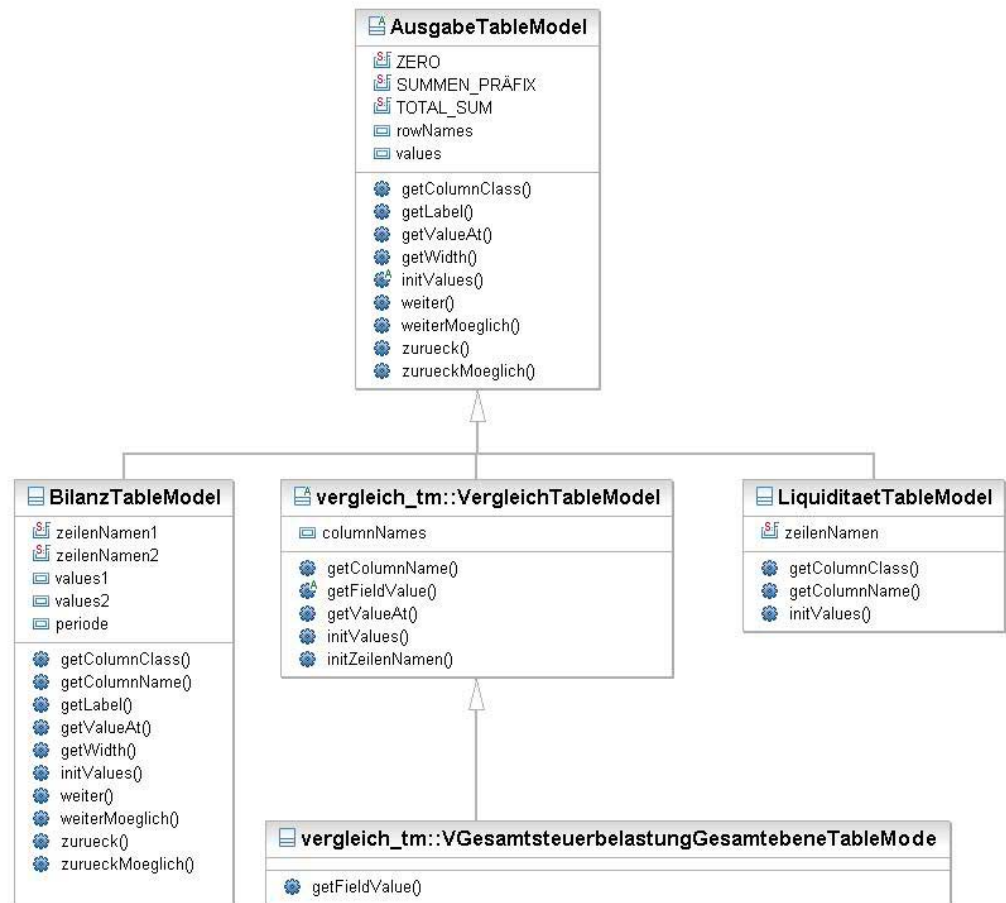 AusgabeTableModel
ZERO
SUMMEN_PRÄFIX
TOTAL_SUM
rowNames
values
getColumnClass()
getLabel()
getValueAt()
getWidth()
initValues()
weiter()
weiterMoeglich()
zurueck()
zurueckMoeglich()
BilanzTableModel
zeilenNamen1
zeilenNamen2
values1
values2
periode
getColumnClass()
getColumnName()
getLabel()
getValueAt()
getWidth()
initValues()
weiter()
weiterMoeglich()
zurueck()
zurueckMoeglich()
vergleich_tm::VergleichTableModel
columnNames
getColumnName()
getFieldValue()
getValueAt()
initValues()
initZeilenNamen()
LiquiditaetTableModel
zeilenNamen
getColumnClass()
getColumnName()
initValues()
vergleich_tm::VGesamtsteuerbelastungGesamtebeneTableMode
getFieldValue()